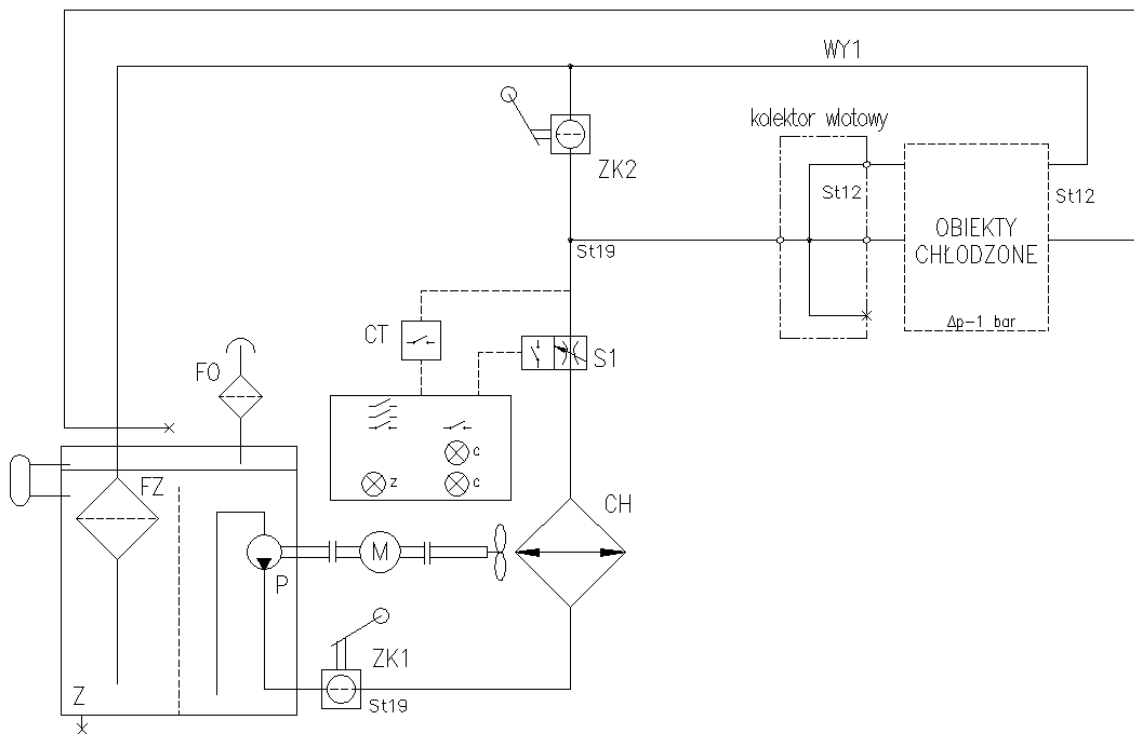 WY1
kolektor wlotowy
ZK2
St12
St12
OBIEKTY
CHŁODZONE
St19
Δp-1 bar
CT
S1
FO
c
z
c
FZ
CH
M
P
ZK1
Z
St19